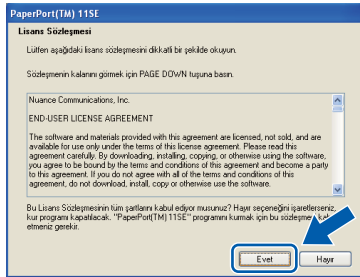 PaperPort(TM) 11SE
Lisans Sözleşmesi
Lütfen aşağıdaki lisans sözleşmesini dikkatli bir şekilde okuyun.
Sözleşmenin kalanını görmek için PAGE DOWN tuşuna basın.
Nuance Communications, Inc.
END-USER LICENSE AGREEMENT
The software and materials provided with this agreement are licensed, not sold, and are
available for use only under the terms of this license agreement. Please read this
agreement carefully. By downloading, installing, copying, or otherwise using the software,
you agree to be bound by the terms and conditions of this agreement and become a party
to this agreement. If you do not agree with all of the terms and conditions of this
agreement, do not download, install, copy or otherwise use the software.
Bu Lisans Sözleşmesinin tüm şartlarını kabul ediyor musunuz? Hayır seçeneğini işaretlerseniz,
kur programı kapatılacak. "PaperPort(TM) 11SE" programını kurmak için bu sözleşmeyi
etmeniz gerekir.
Evet
Hayır